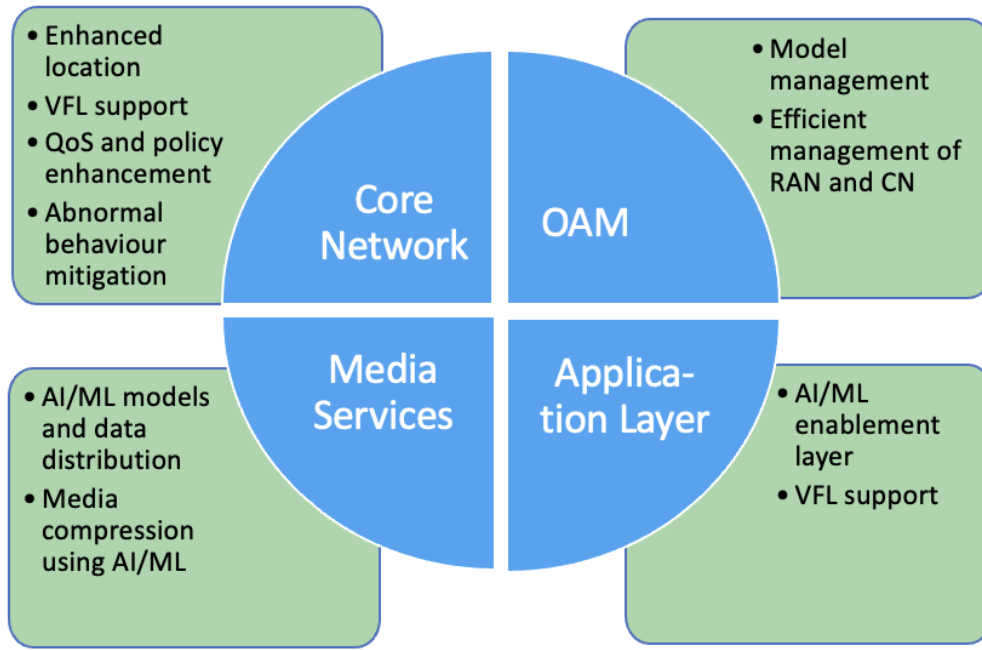 • Enhanced
location
• VFL support
• QoS and policy
enhancement
• Abnormal
behaviour
mitigation
Core
Network
OAM
• Model
management
• Efficient
management of
RAN and CN
• AI/ML models
and data
distribution
• Media
compression
using AI/ML
Media
Services
Applica-
tion Layer
• AI/ML
enablement
layer
• VFL support